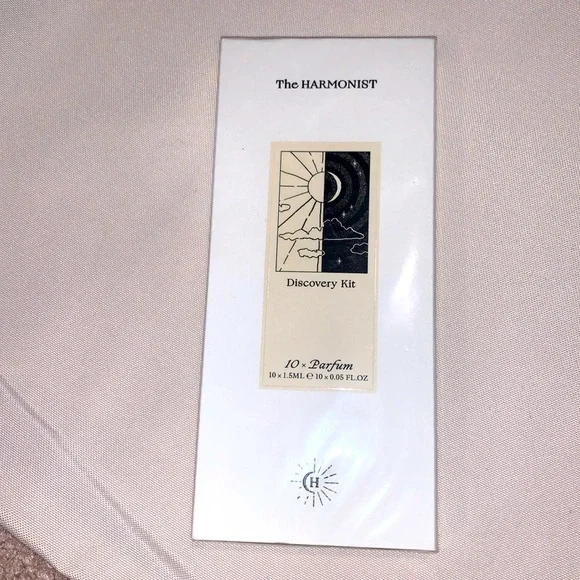 The HARMONIST
Discovery Kit
10 × Parfum
10 × 1.5ML ℮ 10 × 0.05 FL.OZ
H